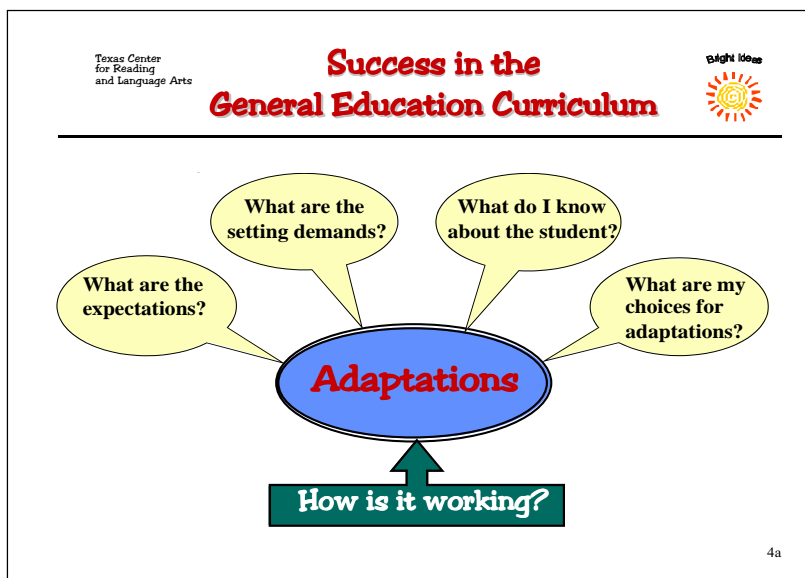 Texas Center
for Reading
and Language Arts
Success in the
General Education Curriculum
Bright Ideas
What are the
setting demands?
What do I know
about the student?
What are the
expectations?
What are my
choices for
adaptations?
Adaptations
How is it working?
4a